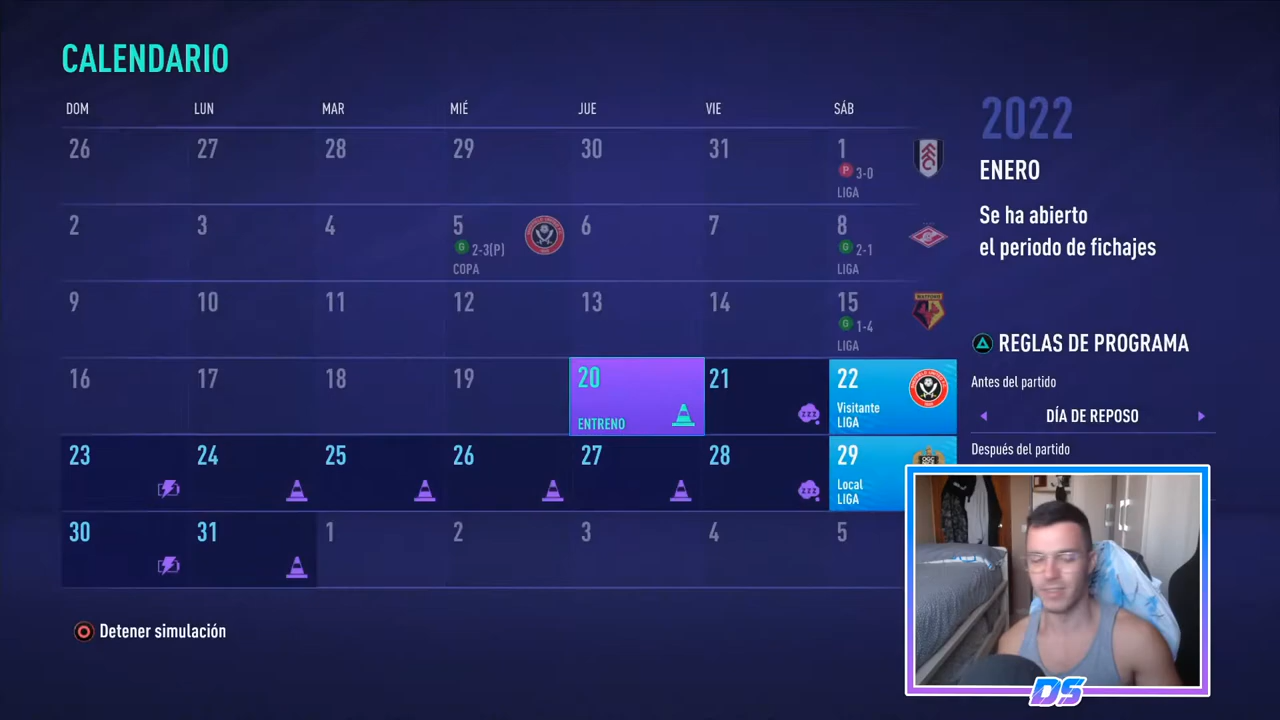 CALENDARIO
DOM LUN MAR MIÉ JUE VIE SÁB
26 27 28 29 30 31 1
P 3-0
LIGA
2 3 4 5 6 7 8
G 2-3(P) G 2-1
COPA LIGA
9 10 11 12 13 14 15
WATFORD
G 1-4
LIGA
16 17 18 19 20 21 22
zzz Visitante
ENTRENO LIGA
23 24 25 26 27 28 29
OGC
zzz Local
LIGA
30 31 1 2 3 4 5
2022
ENERO
Se ha abierto
el periodo de fichajes
REGLAS DE PROGRAMA
Antes del partido
DÍA DE REPOSO
Después del partido
Detener simulación
DS